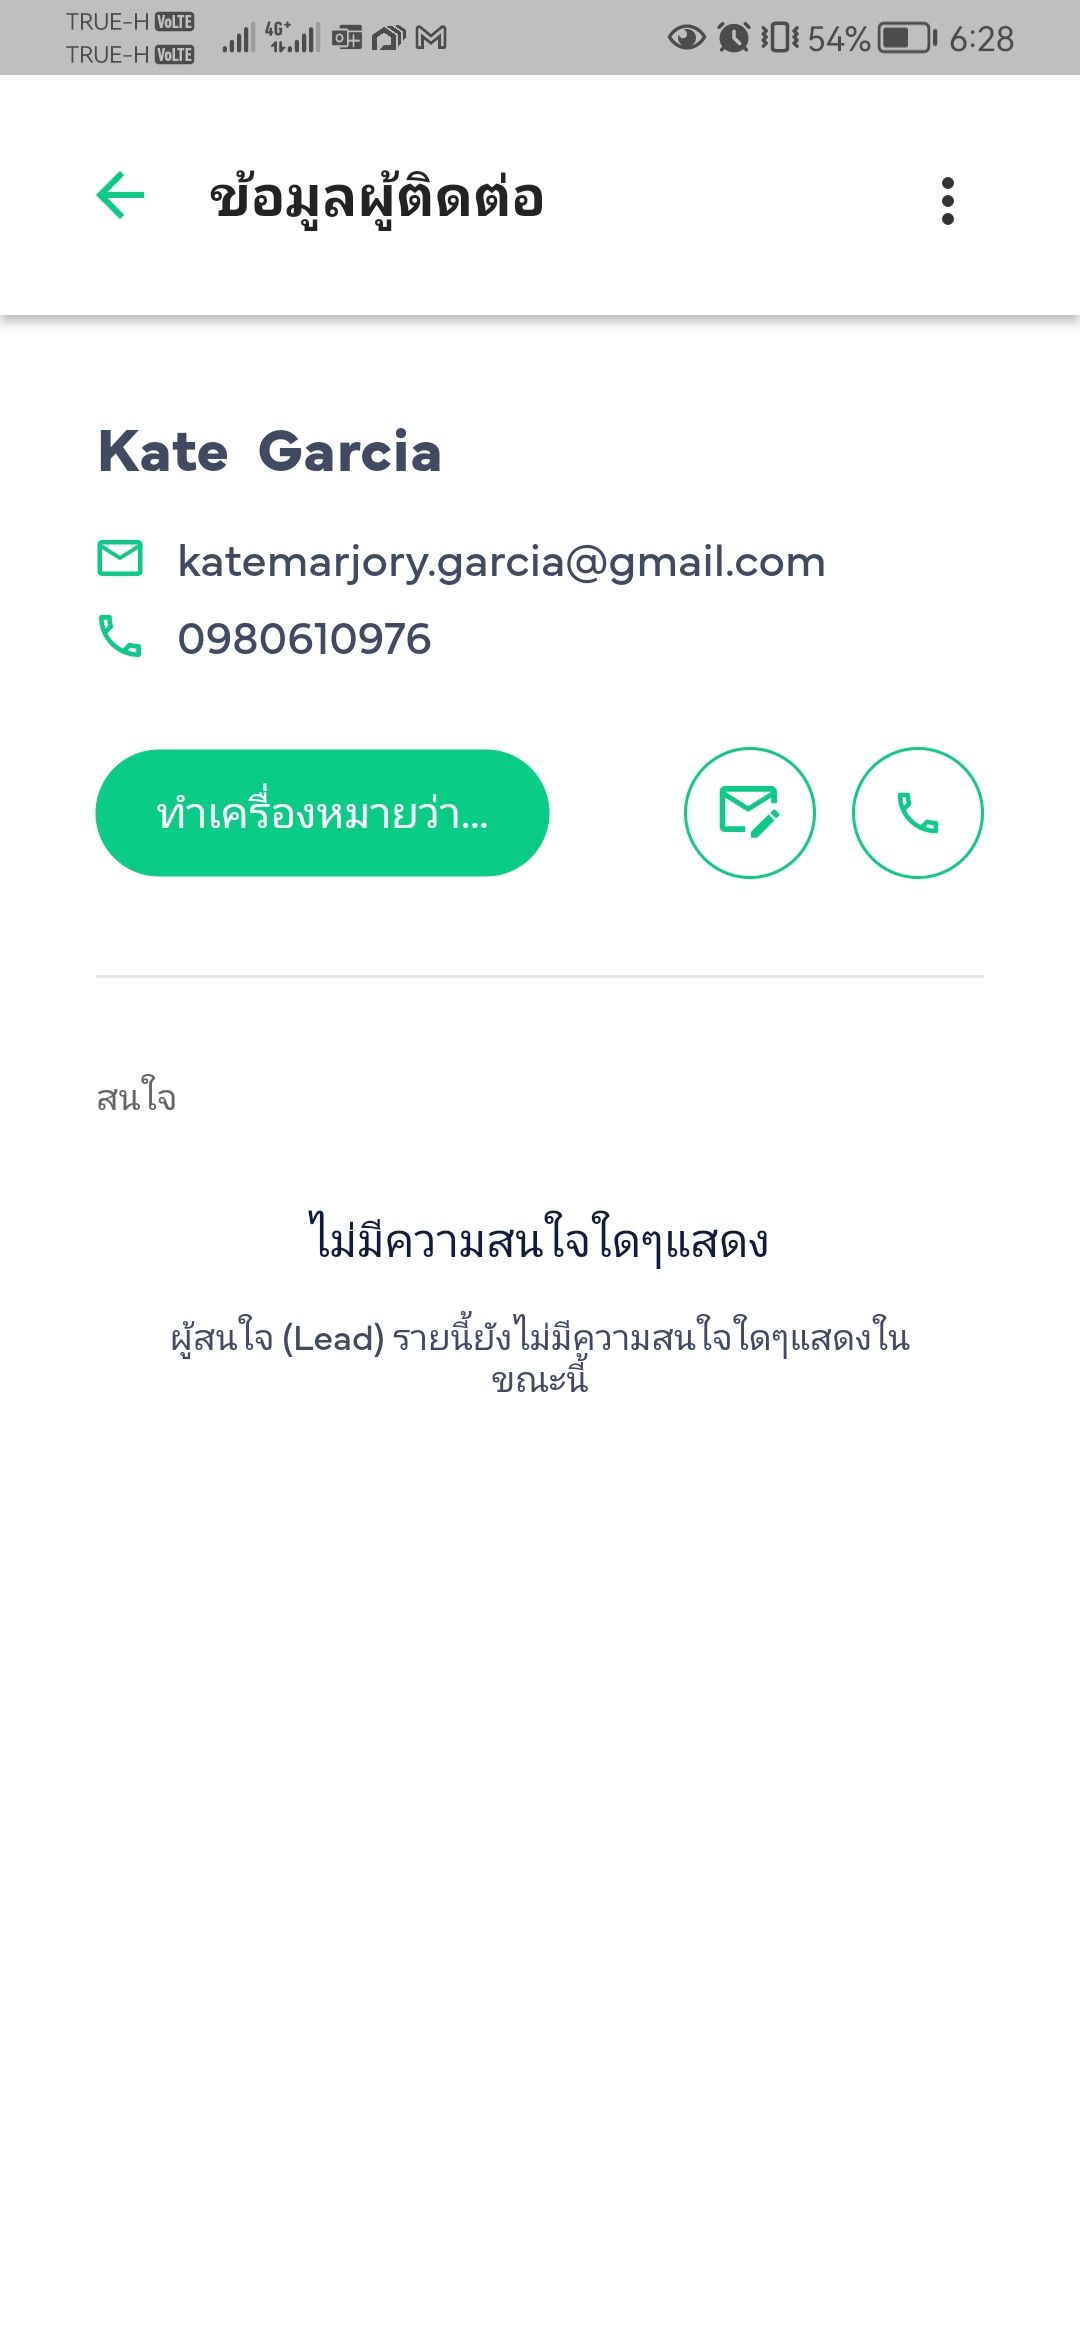 TRUE-H VoLTE
TRUE-H VoLTE
4G+
54% 6:28
ข้อมูลผู้ติดต่อ
Kate Garcia
katemarjory.garcia@gmail.com
0980610976
ทำเครื่องหมายว่า...
สนใจ
ไม่มีความสนใจใดๆแสดง
ผู้สนใจ (Lead) รายนี้ยังไม่มีความสนใจใดๆแสดงใน
ขณะนี้